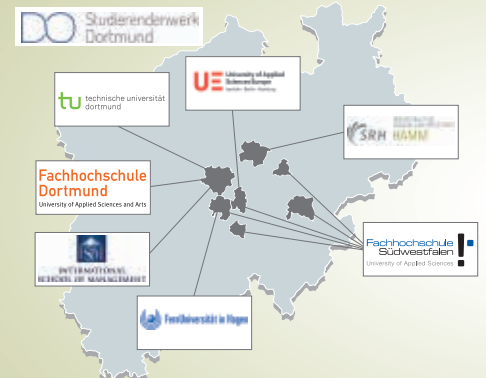 DO Studierendenwerk
Dortmund
tu technische universität
dortmund
UE University of Applied
Sciences Europe
SRH
HAMM
Fachhochschule
Dortmund
University of Applied Sciences and Arts
ISM
INTERNATIONAL
SCHOOL OF MANAGEMENT
FernUniversität in Hagen
Fachhochschule
Südwestfalen
University of Applied Sciences